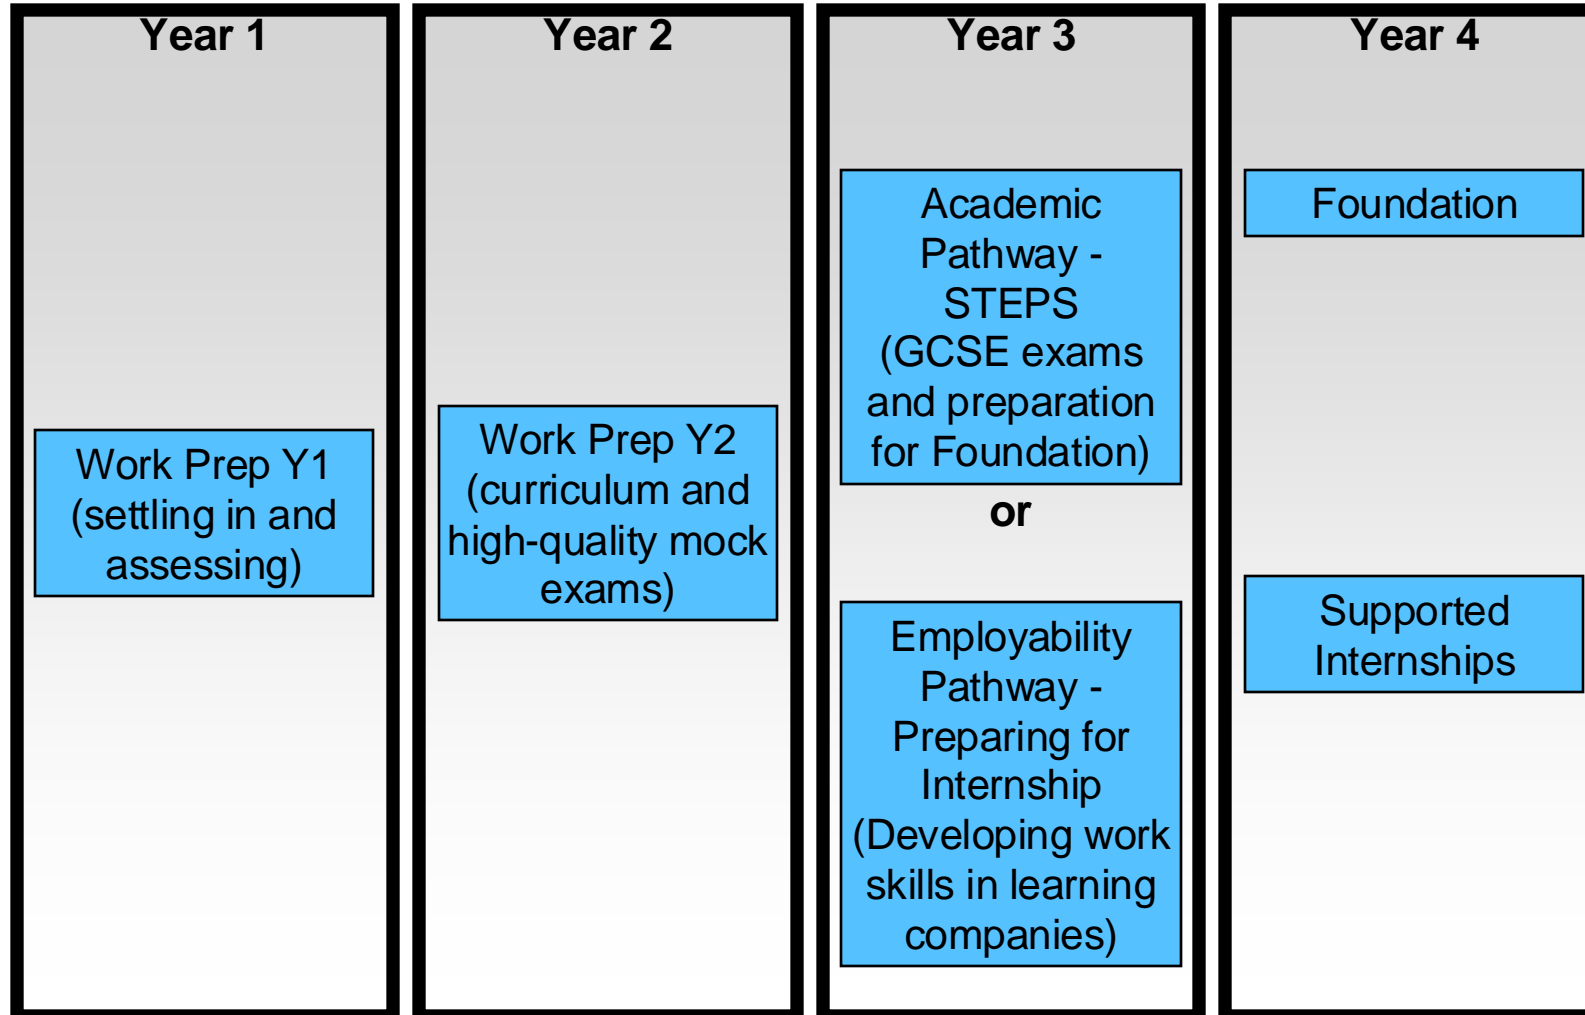 Year 1
Work Prep Y1
(settling in and
assessing)
Year 2
Work Prep Y2
(curriculum and
high-quality mock
exams)
Year 3
Academic
Pathway -
STEPS
(GCSE exams
and preparation
for Foundation)
or
Employability
Pathway -
Preparing for
Internship
(Developing work
skills in learning
companies)
Year 4
Foundation
Supported
Internships